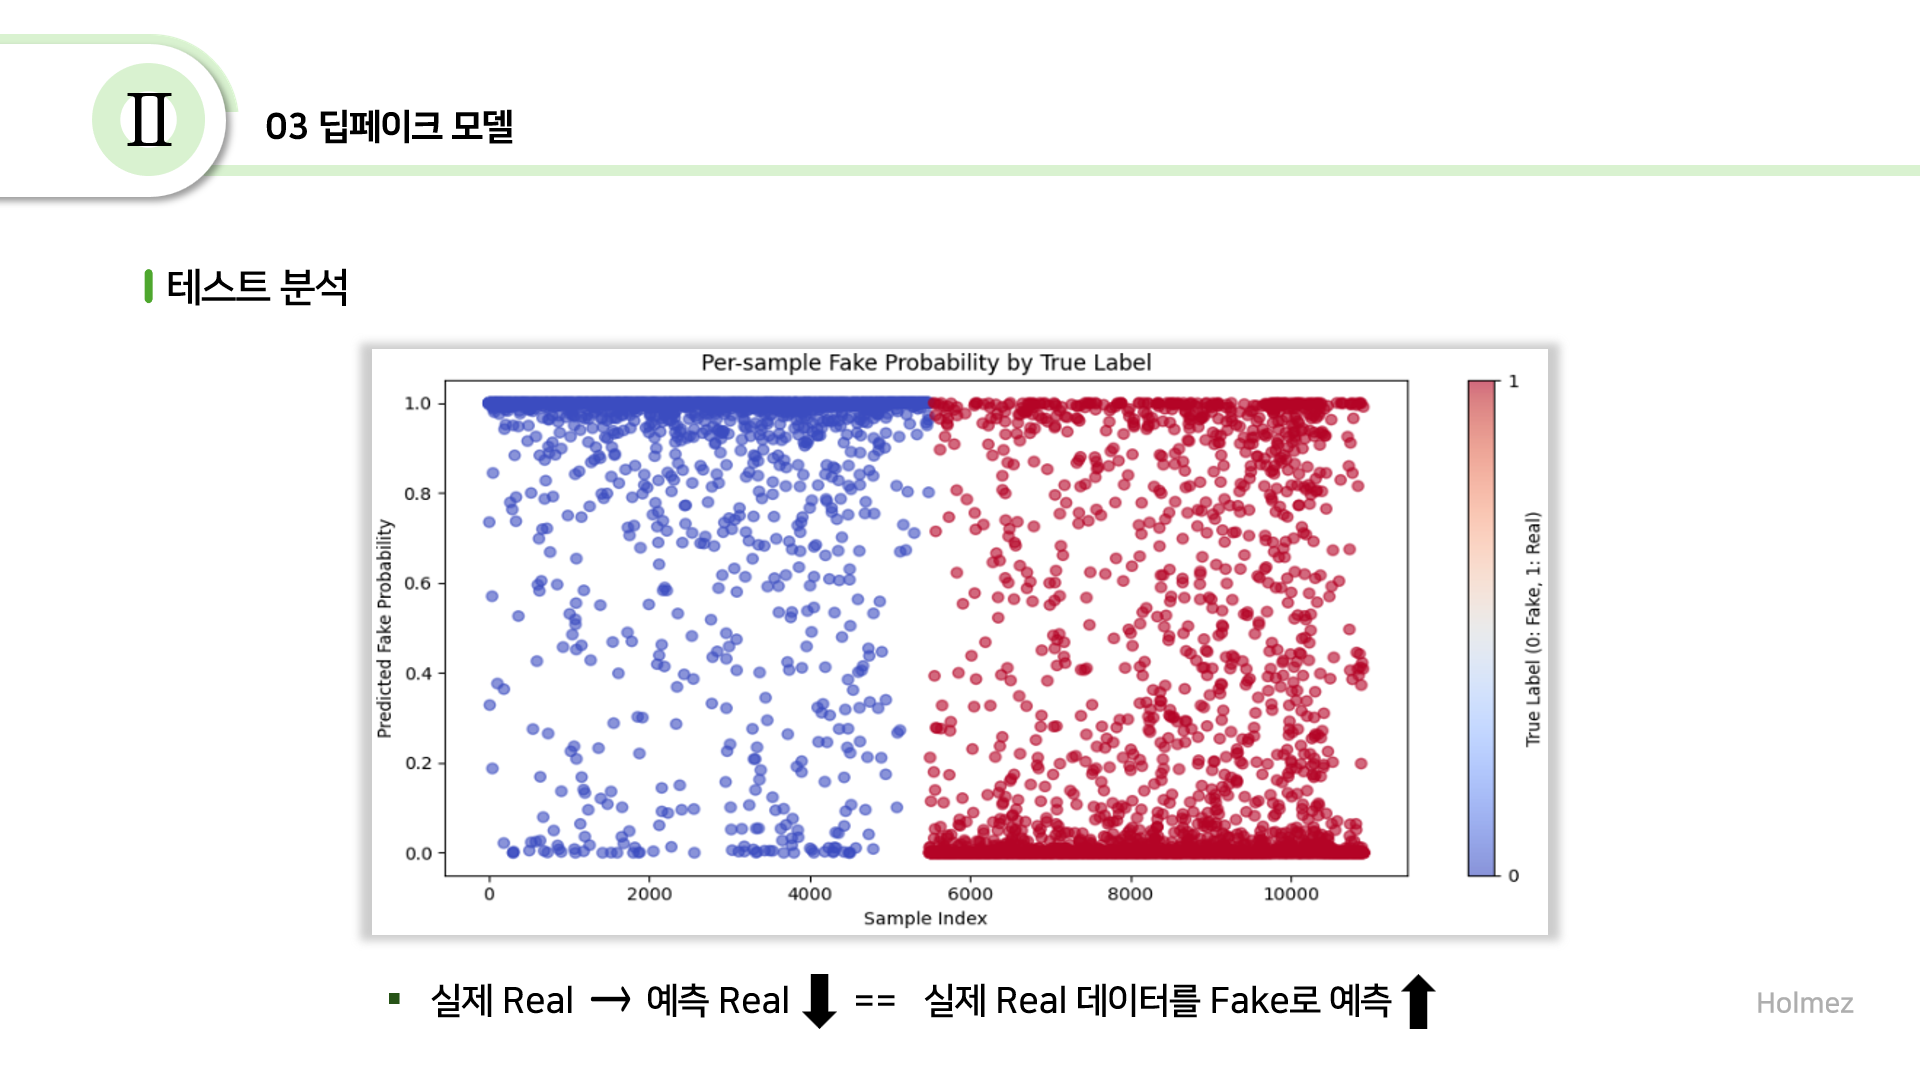 Ⅱ
03 딥페이크 모델
테스트 분석
Per-sample Fake Probability by True Label
1.0
0.8
0.6
0.4
0.2
0.0
Predicted Fake Probability
0 2000 4000 6000 8000 10000
Sample Index
1
0
True Label (0: Fake, 1: Real)
▪ 실제 Real → 예측 Real ⬇ == 실제 Real 데이터를 Fake로 예측 ⬆
Holmez